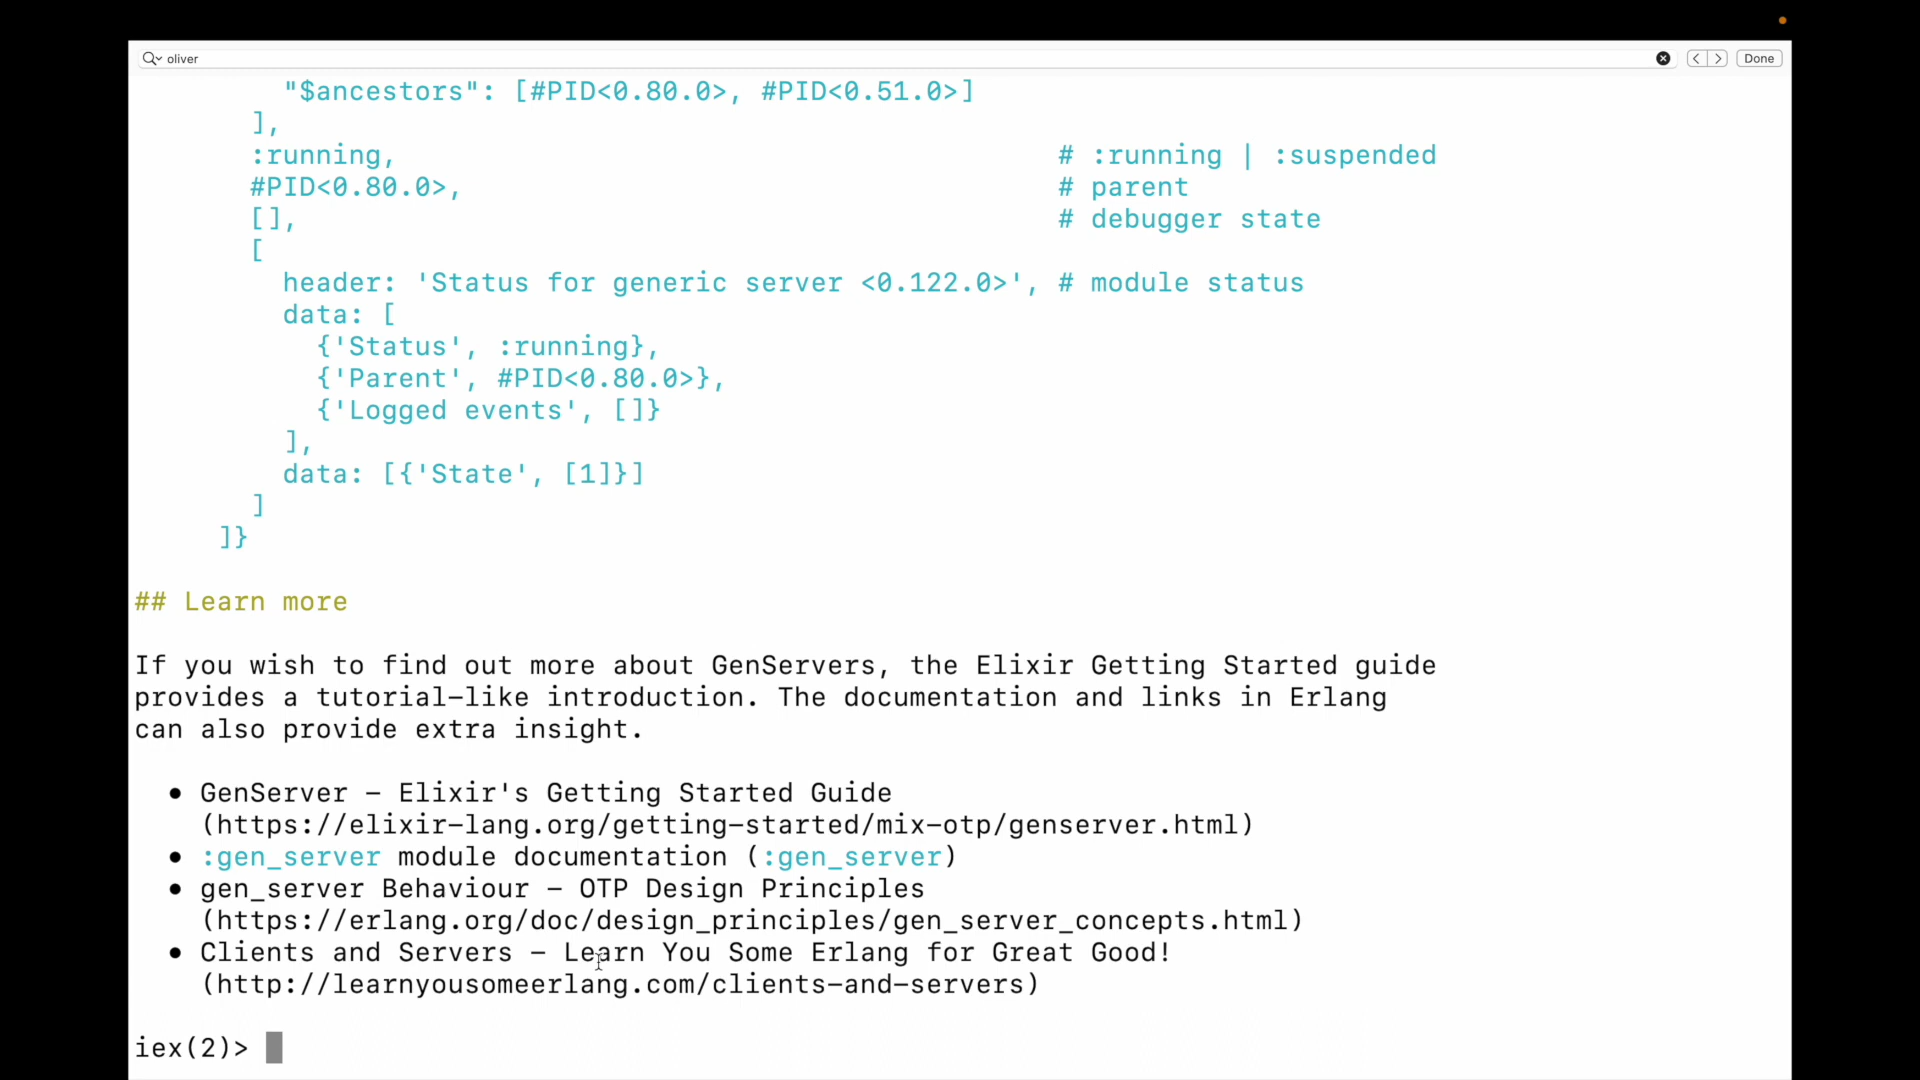 oliver
Done
"$ancestors": [#PID<0.80.0>, #PID<0.51.0>]
],
:running, # :running | :suspended
#PID<0.80.0>, # parent
[], # debugger state
[
header: 'Status for generic server <0.122.0>', # module status
data: [
{'Status', :running},
{'Parent', #PID<0.80.0>},
{'Logged events', []}
],
data: [{'State', [1]}]
]
]}
## Learn more
If you wish to find out more about GenServers, the Elixir Getting Started guide
provides a tutorial-like introduction. The documentation and links in Erlang
can also provide extra insight.
• GenServer – Elixir's Getting Started Guide
(https://elixir-lang.org/getting-started/mix-otp/genserver.html)
• :gen_server module documentation (:gen_server)
• gen_server Behaviour – OTP Design Principles
(https://erlang.org/doc/design_principles/gen_server_concepts.html)
• Clients and Servers – Learn You Some Erlang for Great Good!
(http://learnyousomeerlang.com/clients-and-servers)
iex(2)>